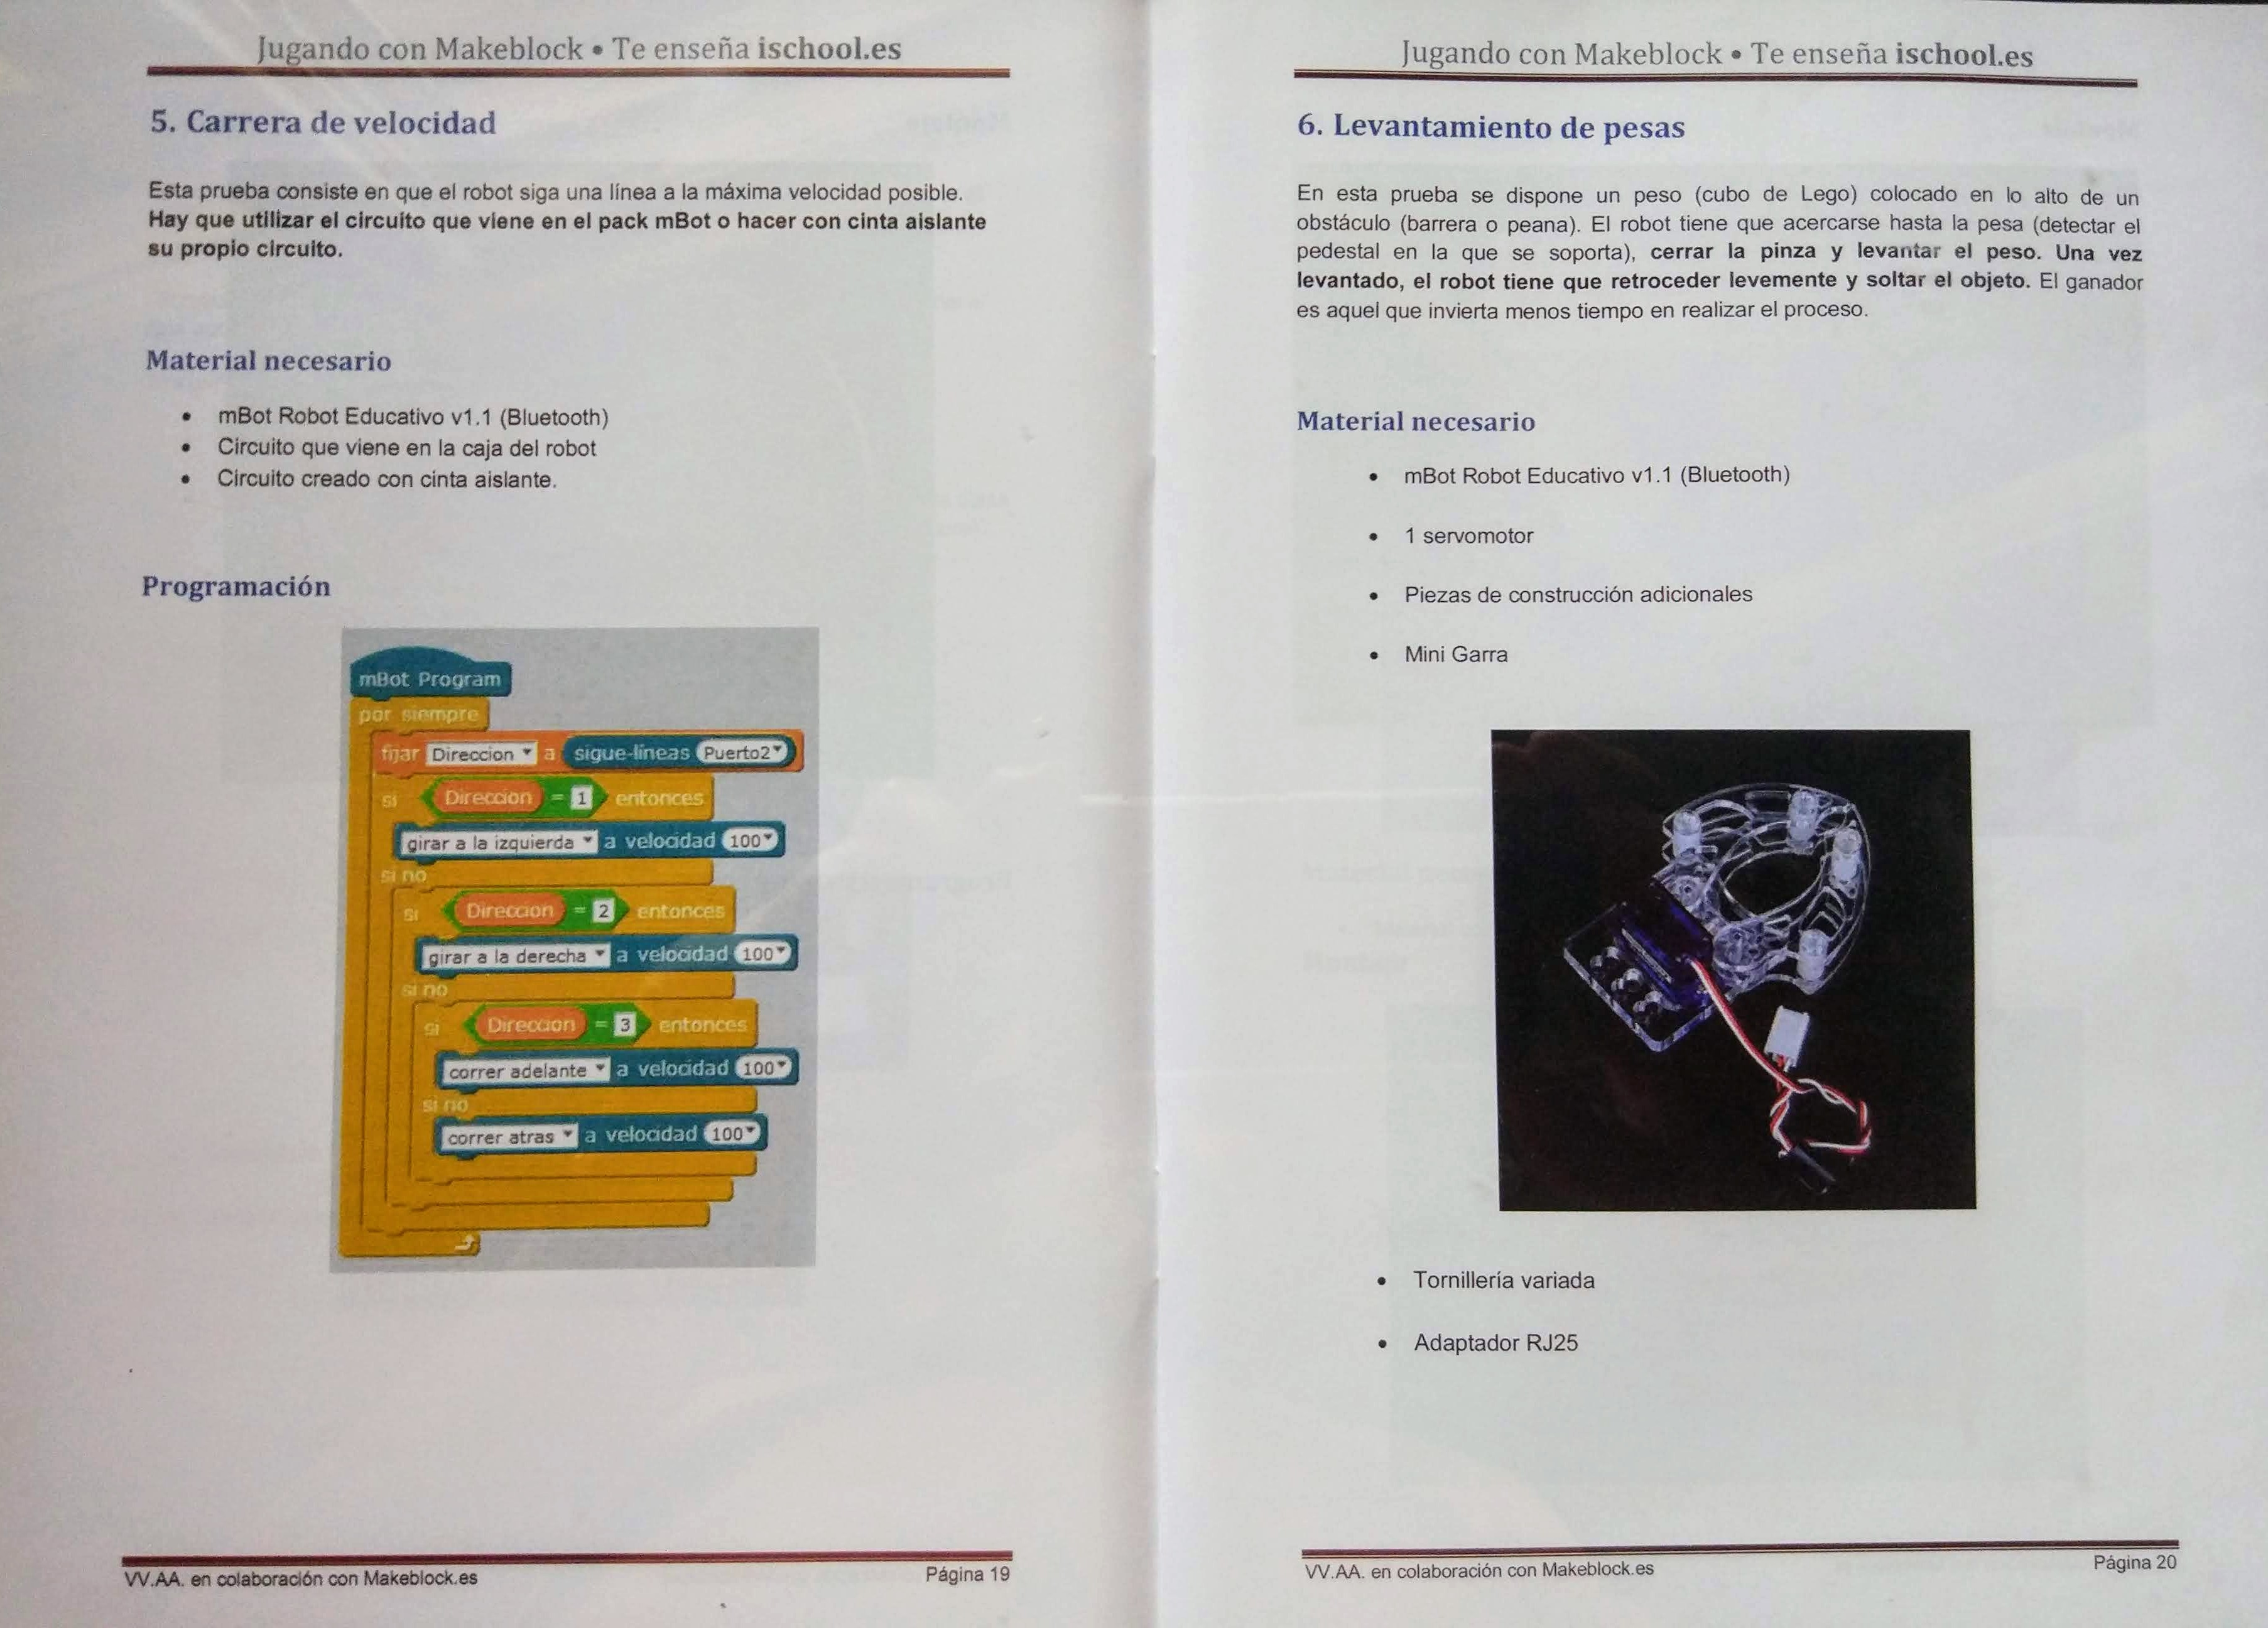 Jugando con Makeblock • Te enseña ischool.es
5. Carrera de velocidad
Esta prueba consiste en que el robot siga una línea a la máxima velocidad posible.
Hay que utilizar el circuito que viene en el pack mBot o hacer con cinta aislante
su propio circuito.
Material necesario
• mBot Robot Educativo v1.1 (Bluetooth)
• Circuito que viene en la caja del robot
• Circuito creado con cinta aislante.
Programación
mBot Program
por siempre
fijar Direccion a sigue-líneas Puerto2
si Direccion = 1 entonces
girar a la izquierda a velocidad 100
si no
si Direccion = 2 entonces
girar a la derecha a velocidad 100
si no
si Direccion = 3 entonces
correr adelante a velocidad 100
si no
correr atras a velocidad 100
VV.AA. en colaboración con Makeblock.es Página 19
Jugando con Makeblock • Te enseña ischool.es
6. Levantamiento de pesas
En esta prueba se dispone un peso (cubo de Lego) colocado en lo alto de un
obstáculo (barrera o peana). El robot tiene que acercarse hasta la pesa (detectar el
pedestal en la que se soporta), cerrar la pinza y levantar el peso. Una vez
levantado, el robot tiene que retroceder levemente y soltar el objeto. El ganador
es aquel que invierta menos tiempo en realizar el proceso.
Material necesario
• mBot Robot Educativo v1.1 (Bluetooth)
• 1 servomotor
• Piezas de construcción adicionales
• Mini Garra
• Tornillería variada
• Adaptador RJ25
VV.AA. en colaboración con Makeblock.es Página 20